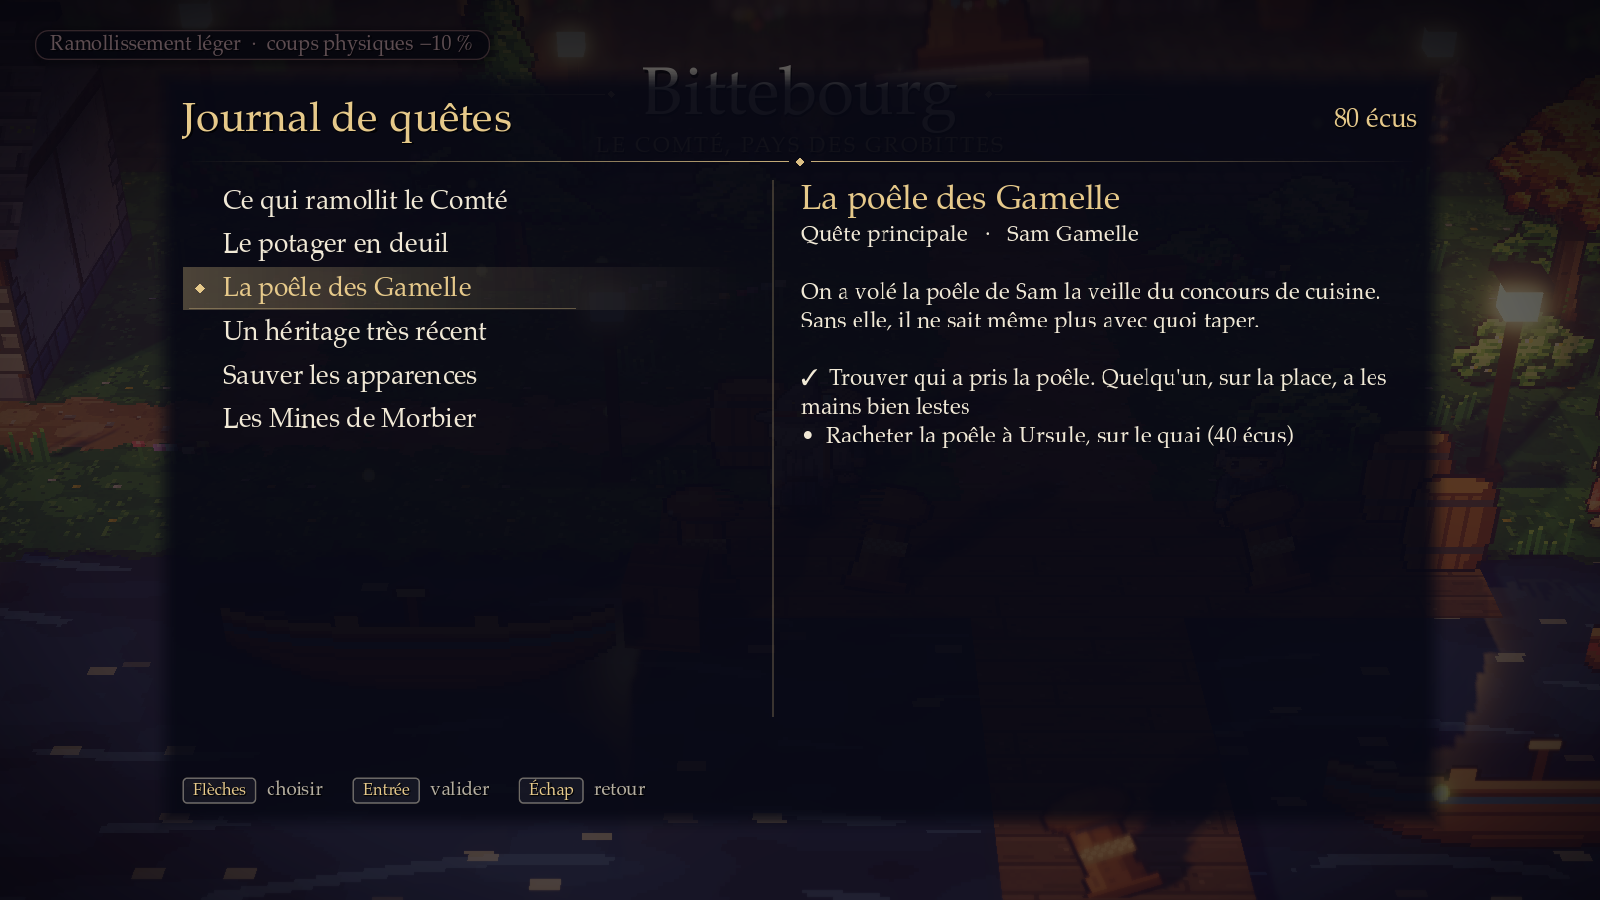 Ramollissement léger · coups physiques −10 %
Bittebourg
LE COMTE, PAYS DES GROBITTES
Journal de quêtes
80 écus
Ce qui ramollit le Comté
Le potager en deuil
La poêle des Gamelle
Un héritage très récent
Sauver les apparences
Les Mines de Morbier
La poêle des Gamelle
Quête principale · Sam Gamelle
On a volé la poêle de Sam la veille du concours de cuisine.
Sans elle, il ne sait même plus avec quoi taper.
✓ Trouver qui a pris la poêle. Quelqu'un, sur la place, a les
mains bien lestes
• Racheter la poêle à Ursule, sur le quai (40 écus)
Flèches choisir Entrée valider Échap retour